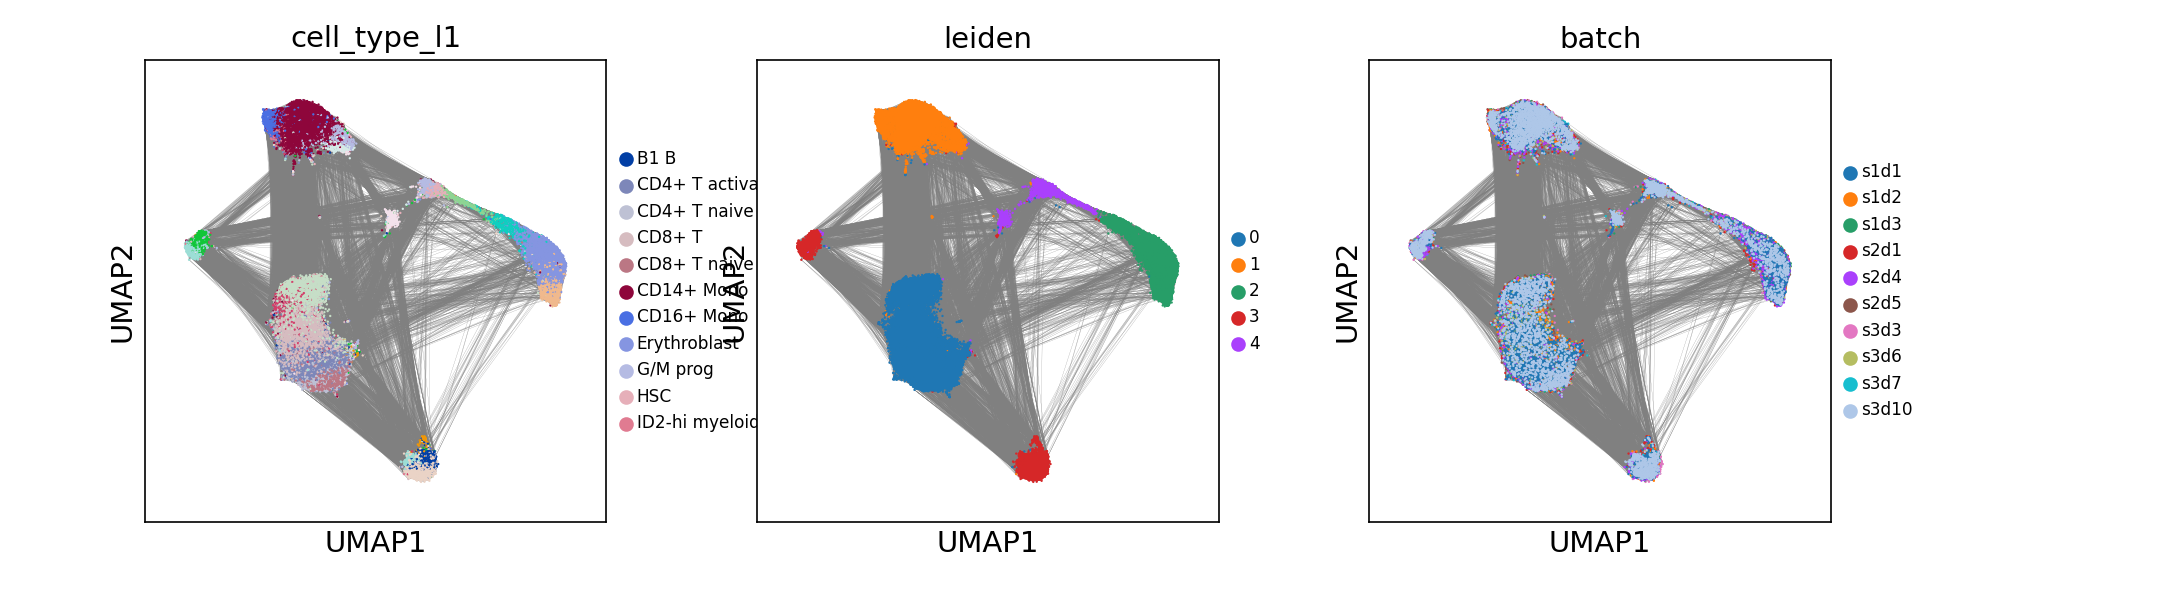 cell_type_l1
UMAP2
UMAP1
B1 B
CD4+ T activa
CD4+ T naive
CD8+ T
CD8+ T naive
CD14+ Mono
CD16+ Mono
Erythroblast
G/M prog
HSC
ID2-hi myeloid
leiden
UMAP2
UMAP1
0
1
2
3
4
batch
UMAP2
UMAP1
s1d1
s1d2
s1d3
s2d1
s2d4
s2d5
s3d3
s3d6
s3d7
s3d10